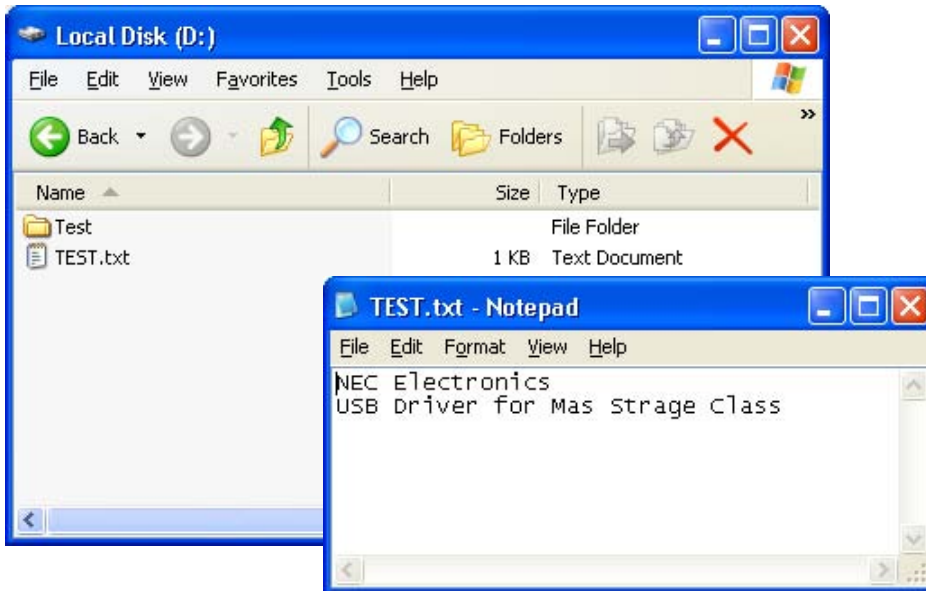 Local Disk (D:)
File Edit View Favorites Tools Help
Back Search Folders »
Name Size Type
Test File Folder
TEST.txt 1 KB Text Document
TEST.txt - Notepad
File Edit Format View Help
NEC Electronics
USB Driver for Mas Strage Class